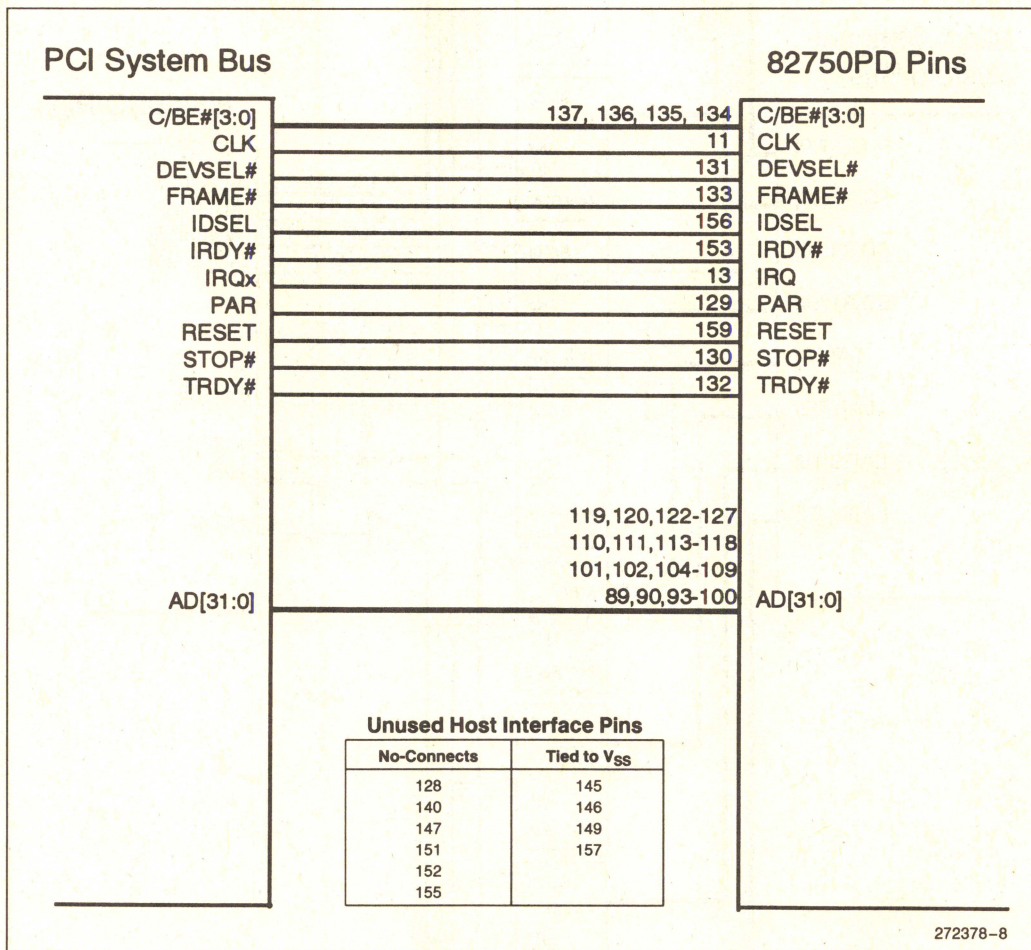 PCI System Bus
82750PD Pins
C/BE#[3:0] 137, 136, 135, 134 C/BE#[3:0]
CLK 11 CLK
DEVSEL# 131 DEVSEL#
FRAME# 133 FRAME#
IDSEL 156 IDSEL
IRDY# 153 IRDY#
IRQx 13 IRQ
PAR 129 PAR
RESET 159 RESET
STOP# 130 STOP#
TRDY# 132 TRDY#
119,120,122-127
110,111,113-118
101,102,104-109
AD[31:0] 89,90,93-100 AD[31:0]
Unused Host Interface Pins
No-Connects Tied to VSS
128 145
140 146
147 149
151 157
152
155
272378-8